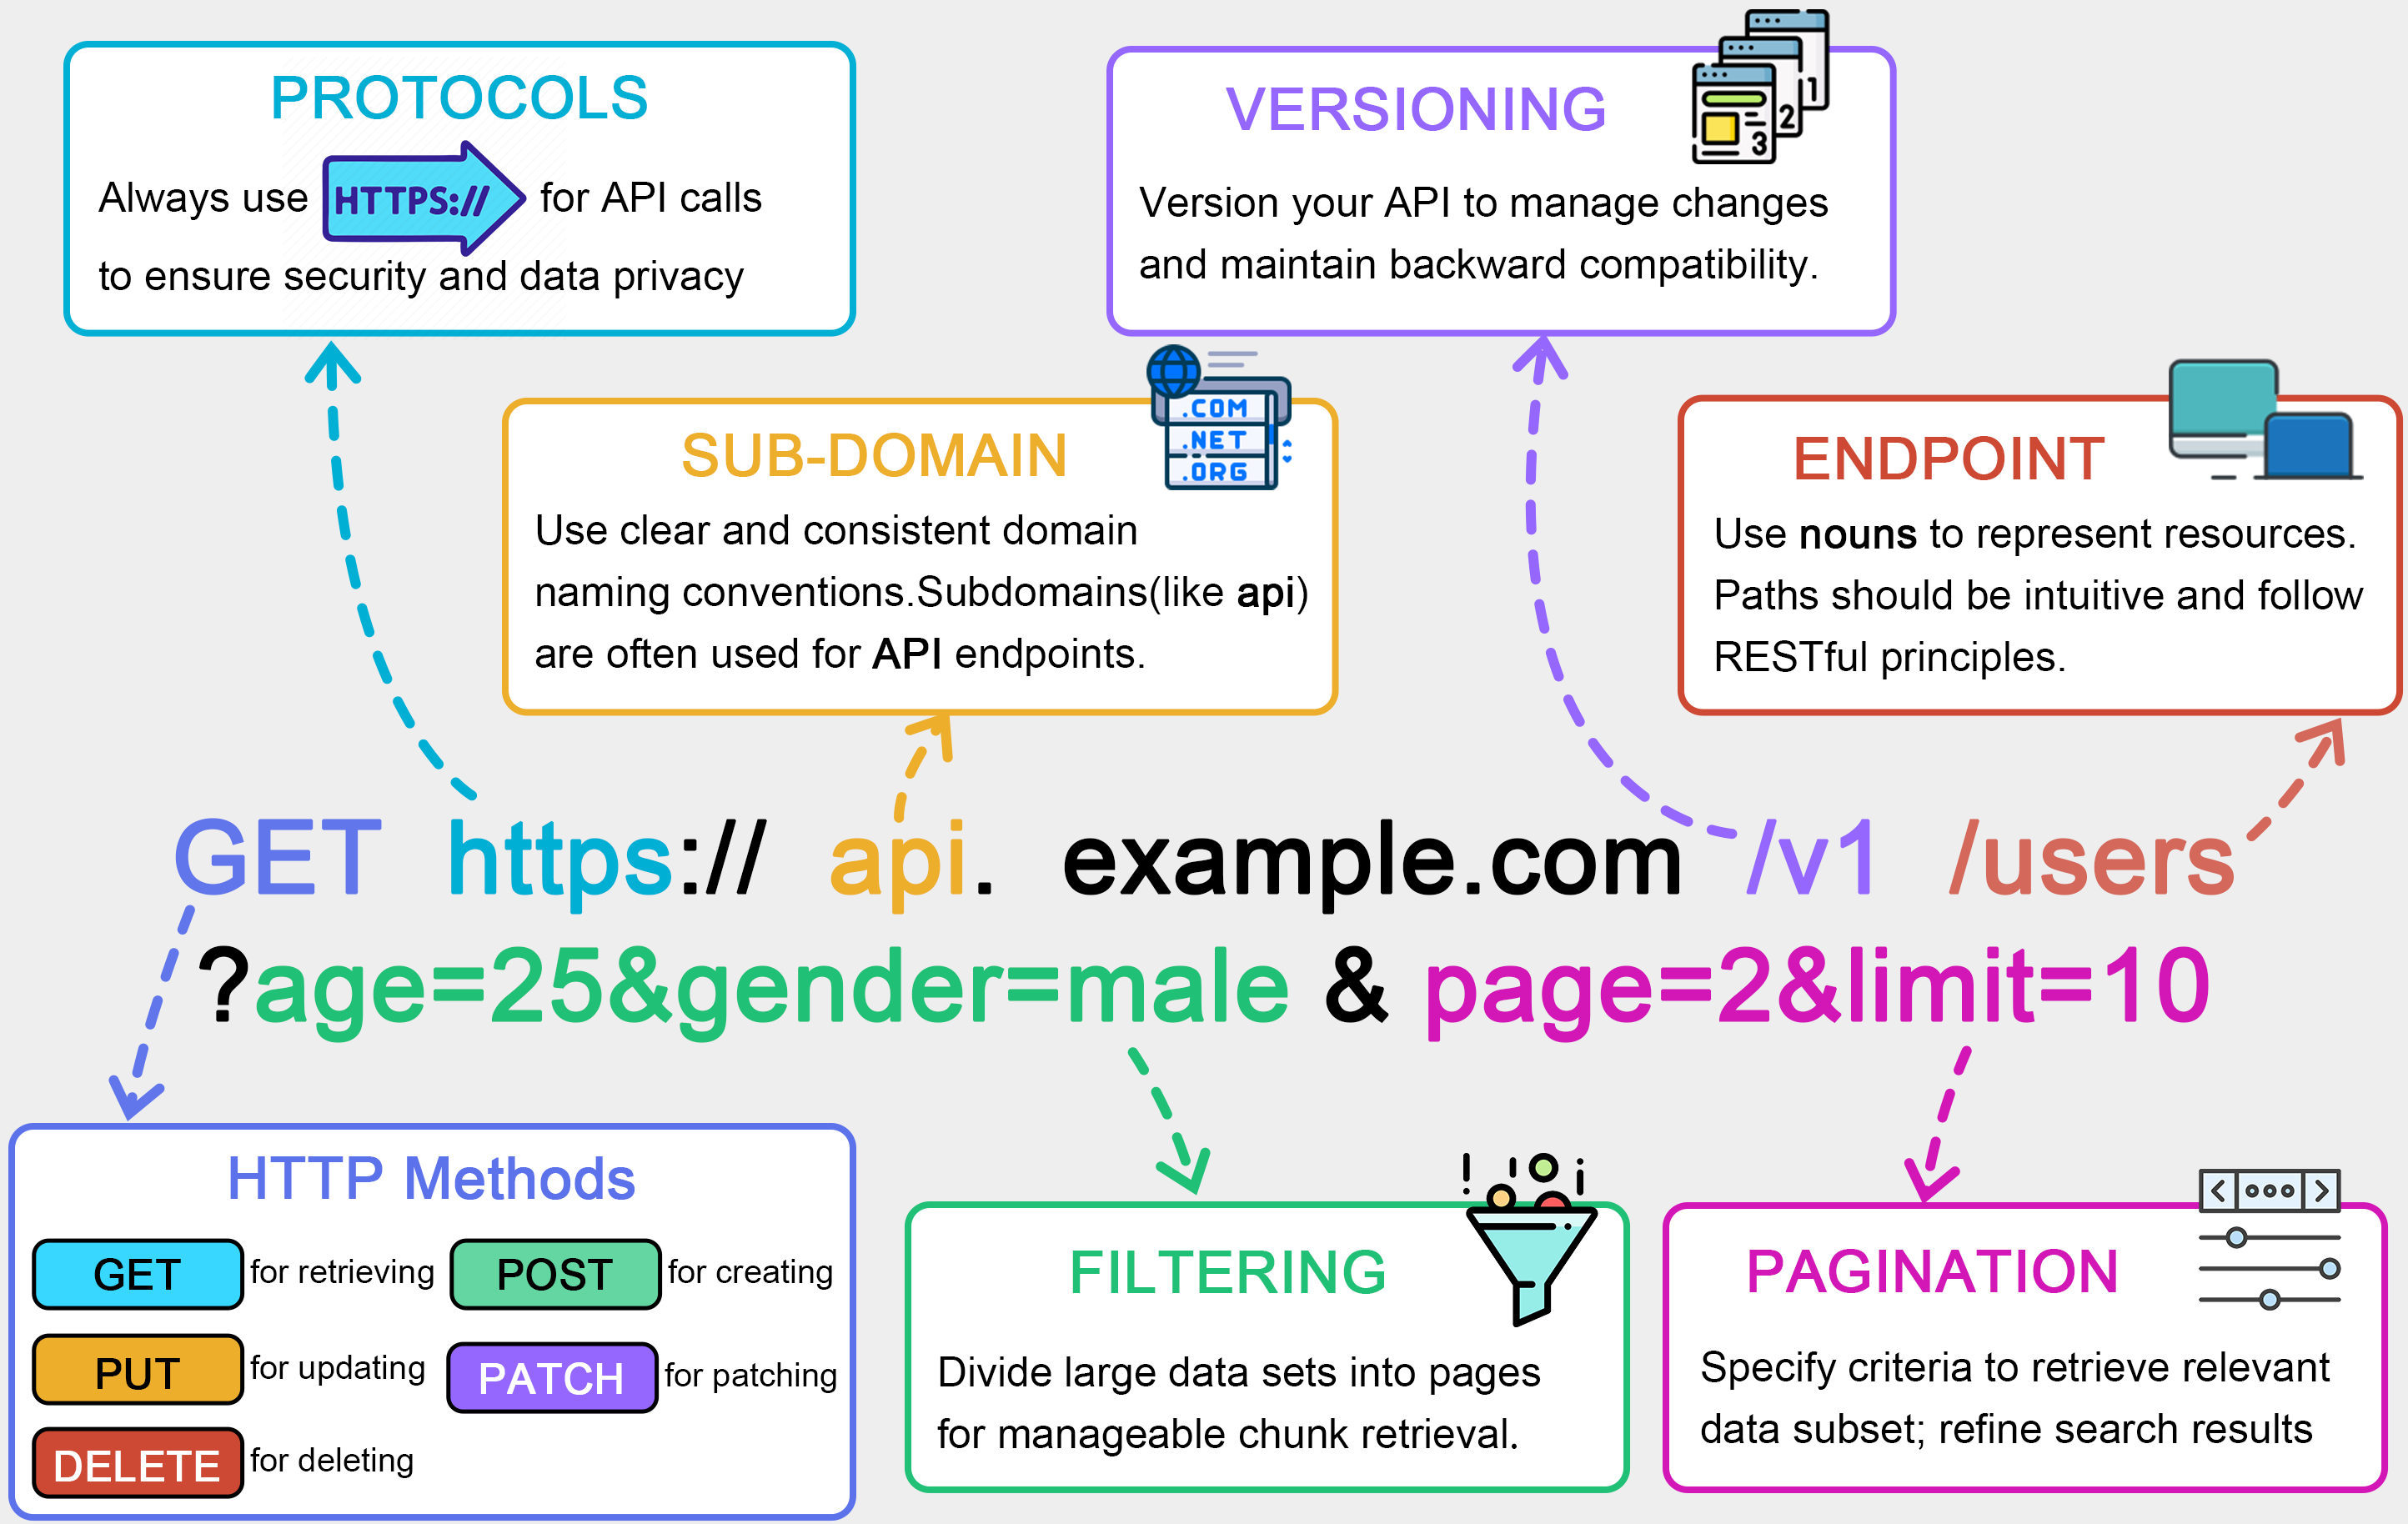 PROTOCOLS
Always use HTTPS:// for API calls
to ensure security and data privacy
VERSIONING
1
2
3
Version your API to manage changes
and maintain backward compatibility.
SUB-DOMAIN
.COM
.NET
.ORG
Use clear and consistent domain
naming conventions.Subdomains(like api)
are often used for API endpoints.
ENDPOINT
Use nouns to represent resources.
Paths should be intuitive and follow
RESTful principles.
GET https:// api. example.com /v1 /users
?age=25&gender=male & page=2&limit=10
HTTP Methods
GET for retrieving POST for creating
PUT for updating PATCH for patching
DELETE for deleting
FILTERING
Divide large data sets into pages
for manageable chunk retrieval.
PAGINATION
Specify criteria to retrieve relevant
data subset; refine search results